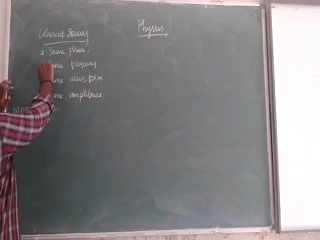 Physics
Coherent Sources
Same phase.
Same frequency
same wave form
same amplitude